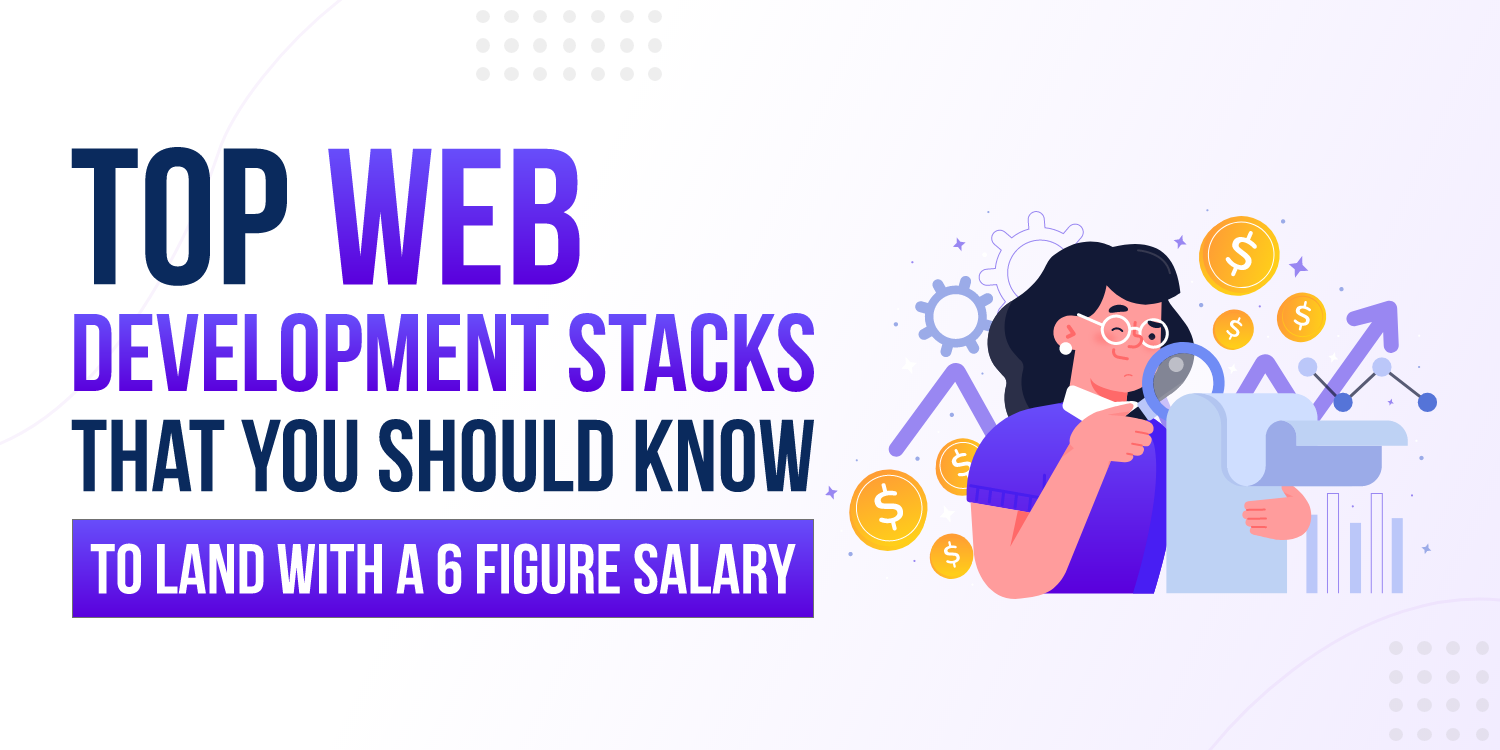 TOP WEB
DEVELOPMENT STACKS
THAT YOU SHOULD KNOW
TO LAND WITH A 6 FIGURE SALARY
$
$
$
$
$
$